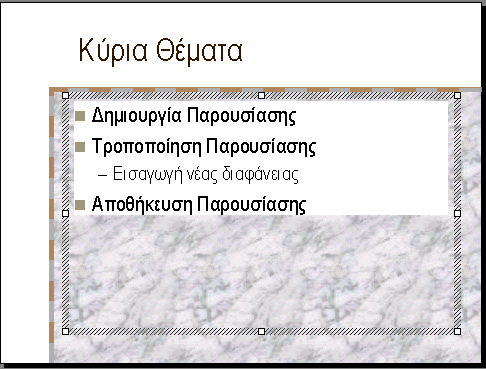 Κύρια Θέματα
Δημιουργία Παρουσίασης
Τροποποίηση Παρουσίασης
– Εισαγωγή νέας διαφάνειας
Αποθήκευση Παρουσίασης